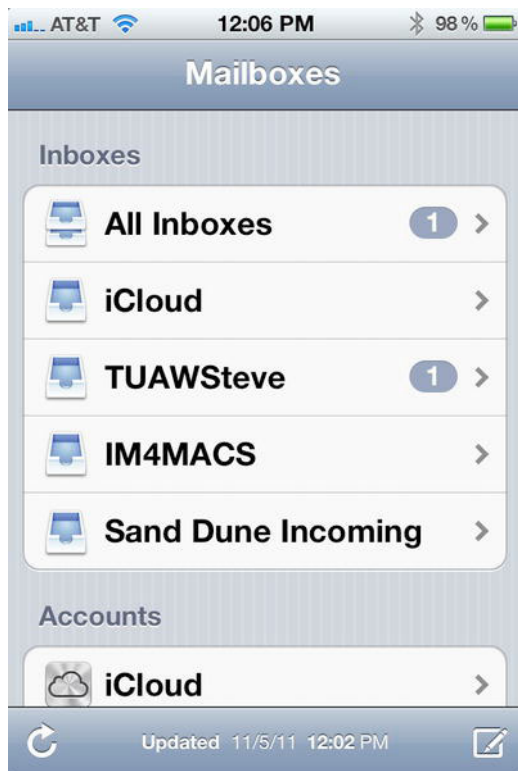 AT&T 12:06 PM 98%
Mailboxes
Inboxes
All Inboxes 1
iCloud
TUAWSteve 1
IM4MACS
Sand Dune Incoming
Accounts
iCloud
Updated 11/5/11 12:02 PM